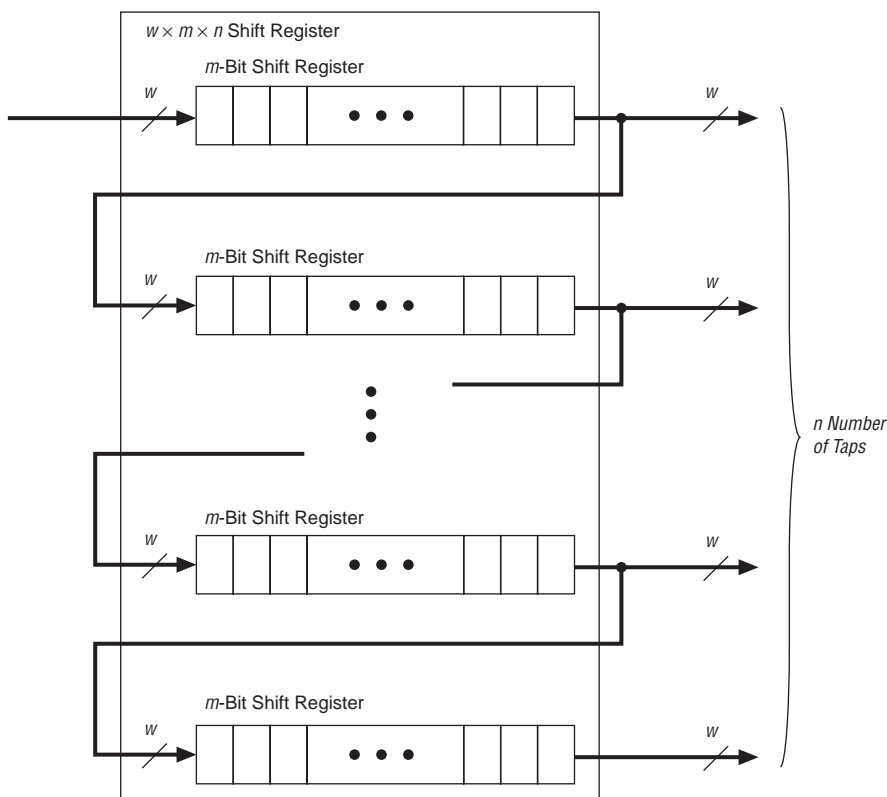 w × m × n Shift Register
m-Bit Shift Register
w
w
m-Bit Shift Register
w
w
n Number
of Taps
m-Bit Shift Register
w
w
m-Bit Shift Register
w
w